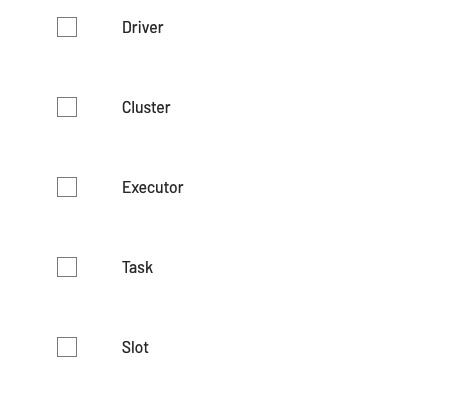 Driver
Cluster
Executor
Task
Slot